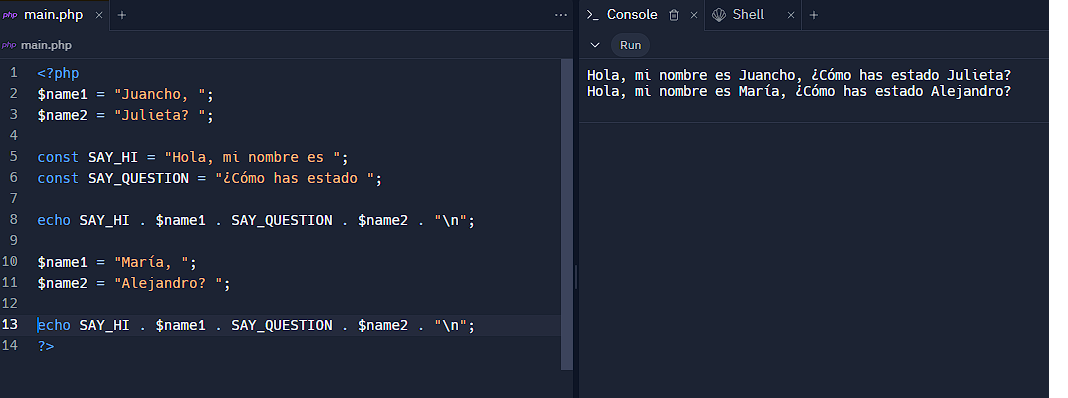 php main.php × +
php main.php
1 <?php
2 $name1 = "Juancho, ";
3 $name2 = "Julieta? ";
4
5 const SAY_HI = "Hola, mi nombre es ";
6 const SAY_QUESTION = "¿Cómo has estado ";
7
8 echo SAY_HI . $name1 . SAY_QUESTION . $name2 . "\n";
9
10 $name1 = "María, ";
11 $name2 = "Alejandro? ";
12
13 echo SAY_HI . $name1 . SAY_QUESTION . $name2 . "\n";
14 ?>
Console × Shell × +
Run
Hola, mi nombre es Juancho, ¿Cómo has estado Julieta?
Hola, mi nombre es María, ¿Cómo has estado Alejandro?